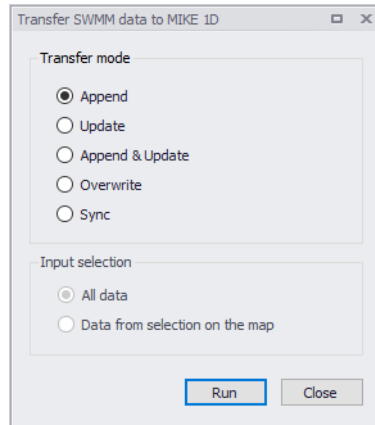 Transfer SWMM data to MIKE 1D
Transfer mode
Append
Update
Append & Update
Overwrite
Sync
Input selection
All data
Data from selection on the map
Run Close